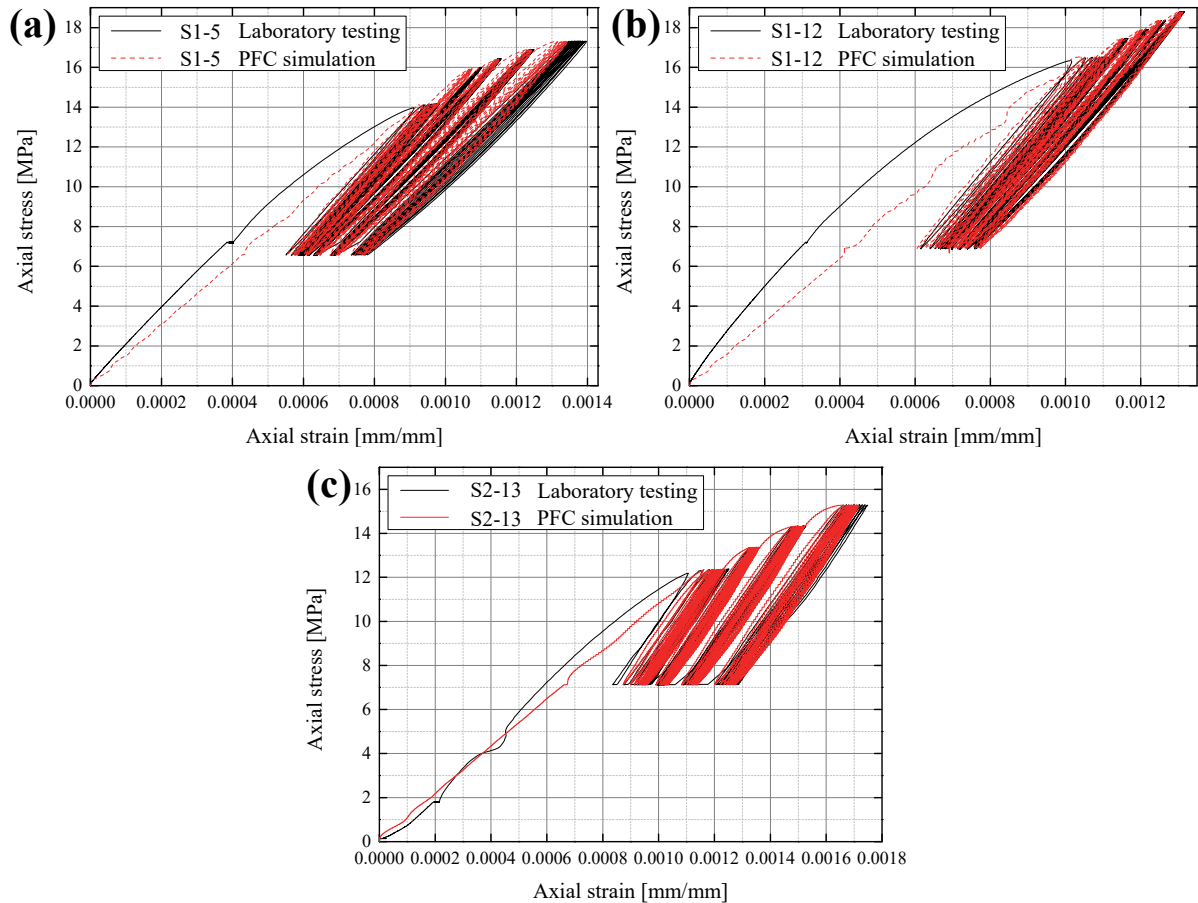 (a)
S1-5 Laboratory testing
S1-5 PFC simulation
18
16
14
12
10
8
6
4
2
0
Axial stress [MPa]
0.0000 0.0002 0.0004 0.0006 0.0008 0.0010 0.0012 0.0014
Axial strain [mm/mm]
(b)
S1-12 Laboratory testing
S1-12 PFC simulation
18
16
14
12
10
8
6
4
2
0
Axial stress [MPa]
0.0000 0.0002 0.0004 0.0006 0.0008 0.0010 0.0012
Axial strain [mm/mm]
(c)
S2-13 Laboratory testing
S2-13 PFC simulation
16
14
12
10
8
6
4
2
0
Axial stress [MPa]
0.0000 0.0002 0.0004 0.0006 0.0008 0.0010 0.0012 0.0014 0.0016 0.0018
Axial strain [mm/mm]